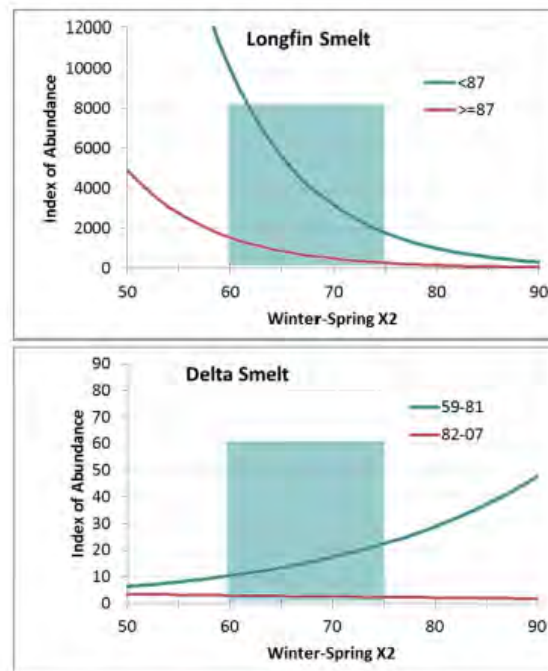 Longfin Smelt
12000
10000
8000
6000
4000
2000
0
Index of Abundance
<87
>=87
50 60 70 80 90
Winter-Spring X2
Delta Smelt
90
80
70
60
50
40
30
20
10
0
Index of Abundance
59-81
82-07
50 60 70 80 90
Winter-Spring X2